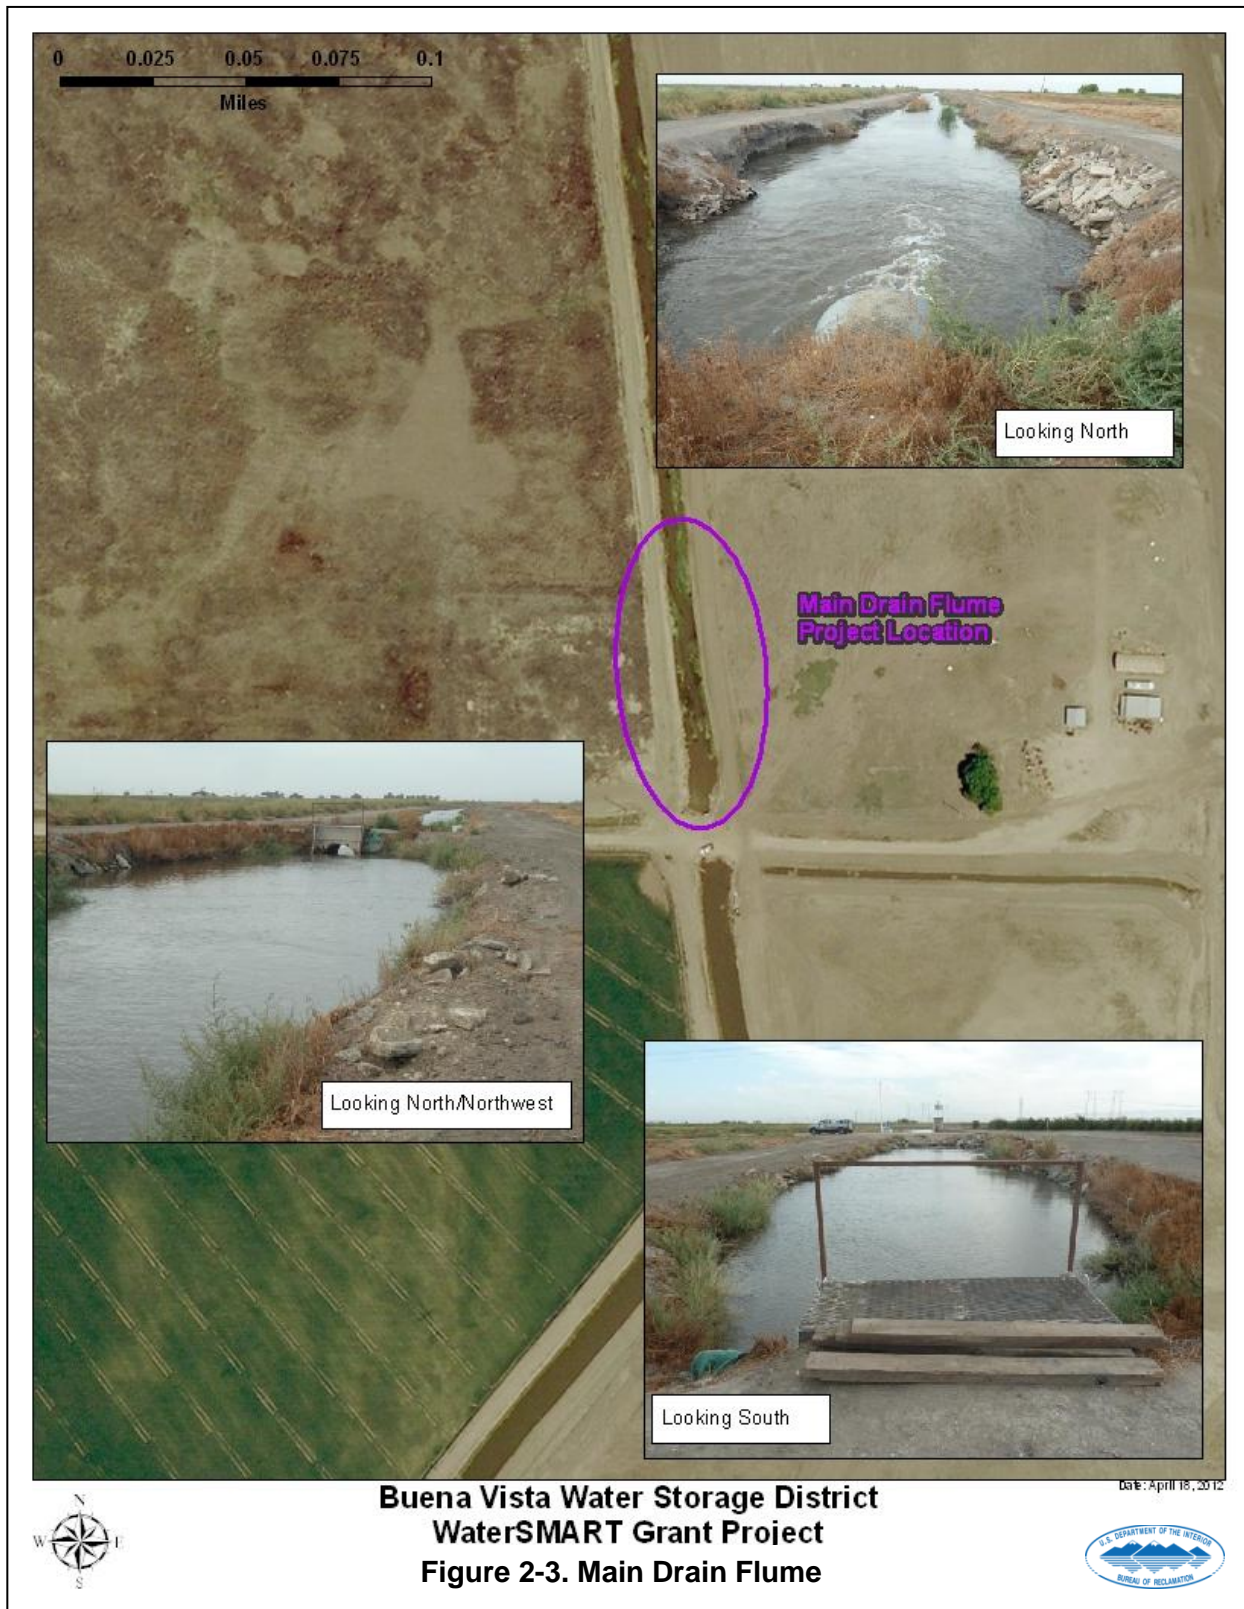 0 0.025 0.05 0.075 0.1
Miles
Looking North
Main Drain Flume
Project Location
Looking North/Northwest
Looking South
Date: April 18, 2012
Buena Vista Water Storage District
WaterSMART Grant Project
Figure 2-3. Main Drain Flume
N
W
E
S
U.S. DEPARTMENT OF THE INTERIOR
BUREAU OF RECLAMATION